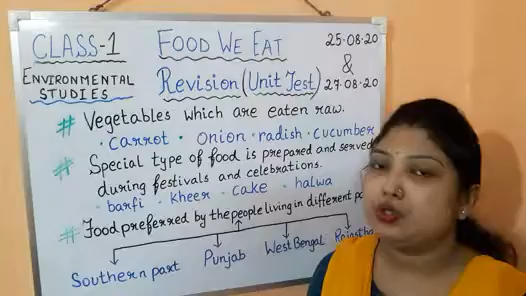 CLASS-1
FOOD WE EAT
25.08.20
&
27.08.20
ENVIRONMENTAL
STUDIES
Revision (Unit Test)
# Vegetables which are eaten raw.
• carrot • onion • radish • cucumber
# Special type of food is prepared and served
during festivals and celebrations.
• barfi • kheer • cake • halwa
# Food preferred by the people living in different
Southern part
Punjab
West Bengal